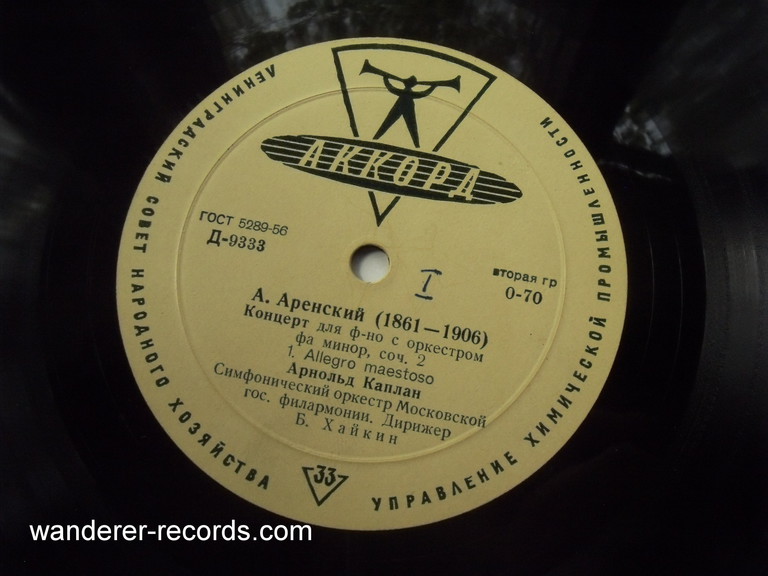 ЛЕНИНГРАДСКИЙ СОВЕТ НАРОДНОГО ХОЗЯЙСТВА
УПРАВЛЕНИЕ ХИМИЧЕСКОЙ ПРОМЫШЛЕННОСТИ
АККОРД
ГОСТ 5289-56
Д-9333
I
вторая гр
0-70
А. Аренский (1861—1906)
Концерт для ф-но с оркестром
фа минор, соч. 2
1. Allegro maestoso
Арнольд Каплан
Симфонический оркестр Московской
гос. филармонии. Дирижер
Б. Хайкин
33
wanderer-records.com